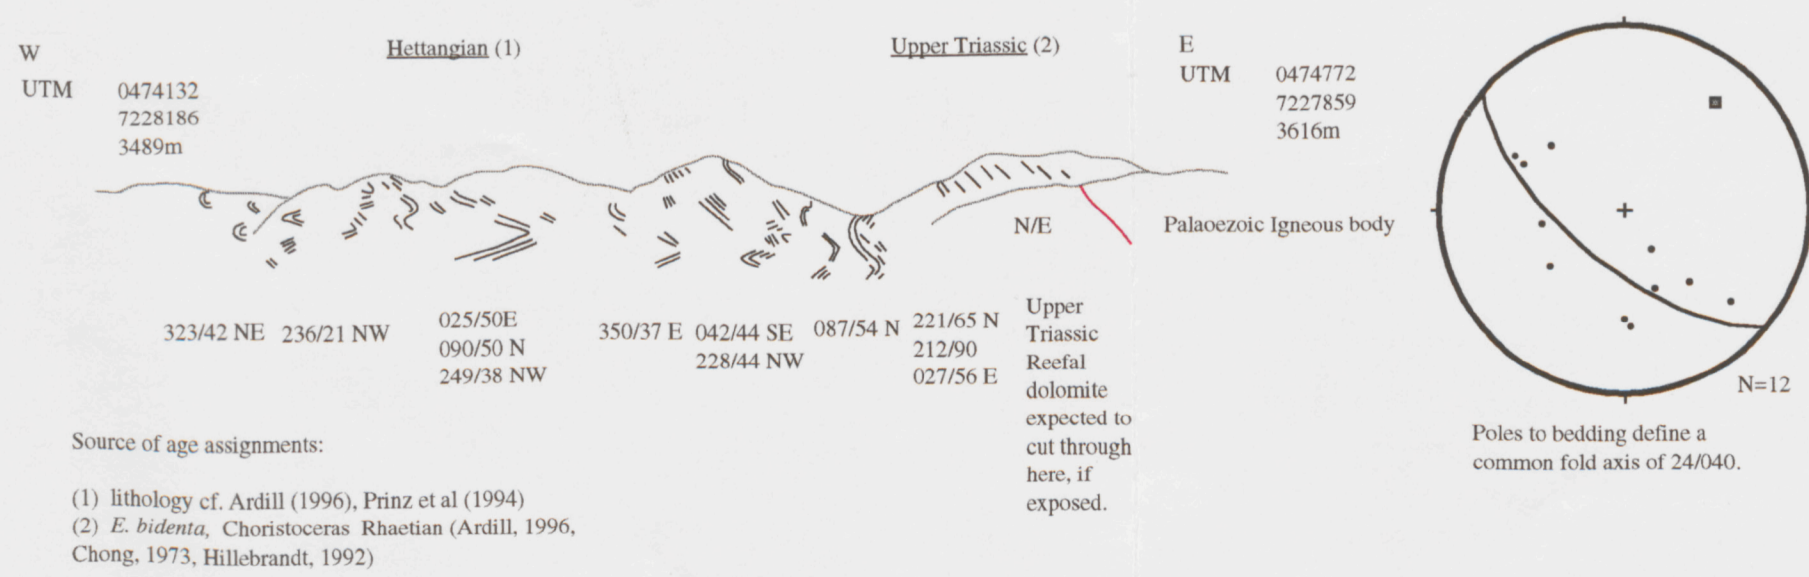 W
UTM 0474132
7228186
3489m
Hettangian (1)
Upper Triassic (2)
E
UTM 0474772
7227859
3616m
N/E
Palaoezoic Igneous body
323/42 NE
236/21 NW
025/50E
090/50 N
249/38 NW
350/37 E
042/44 SE
228/44 NW
087/54 N
221/65 N
212/90
027/56 E
Upper
Triassic
Reefal
dolomite
expected to
cut through
here, if
exposed.
N=12
Poles to bedding define a
common fold axis of 24/040.
Source of age assignments:
(1) lithology cf. Ardill (1996), Prinz et al (1994)
(2) E. bidenta, Choristoceras Rhaetian (Ardill, 1996,
Chong, 1973, Hillebrandt, 1992)